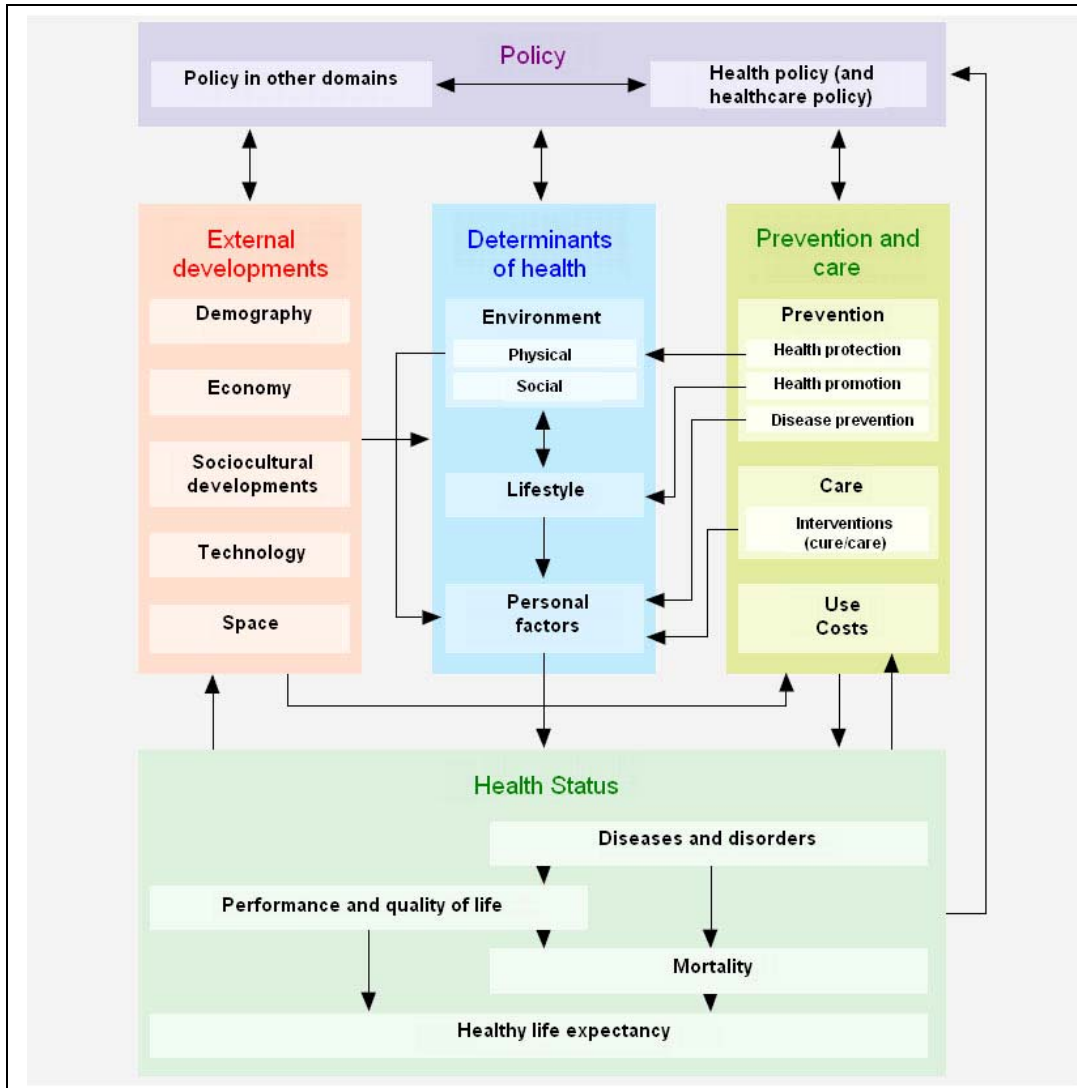 Policy
Policy in other domains
Health policy (and
healthcare policy)
External
developments
Demography
Economy
Sociocultural
developments
Technology
Space
Determinants
of health
Environment
Physical
Social
Lifestyle
Personal
factors
Prevention and
care
Prevention
Health protection
Health promotion
Disease prevention
Care
Interventions
(cure/care)
Use
Costs
Health Status
Diseases and disorders
Performance and quality of life
Mortality
Healthy life expectancy